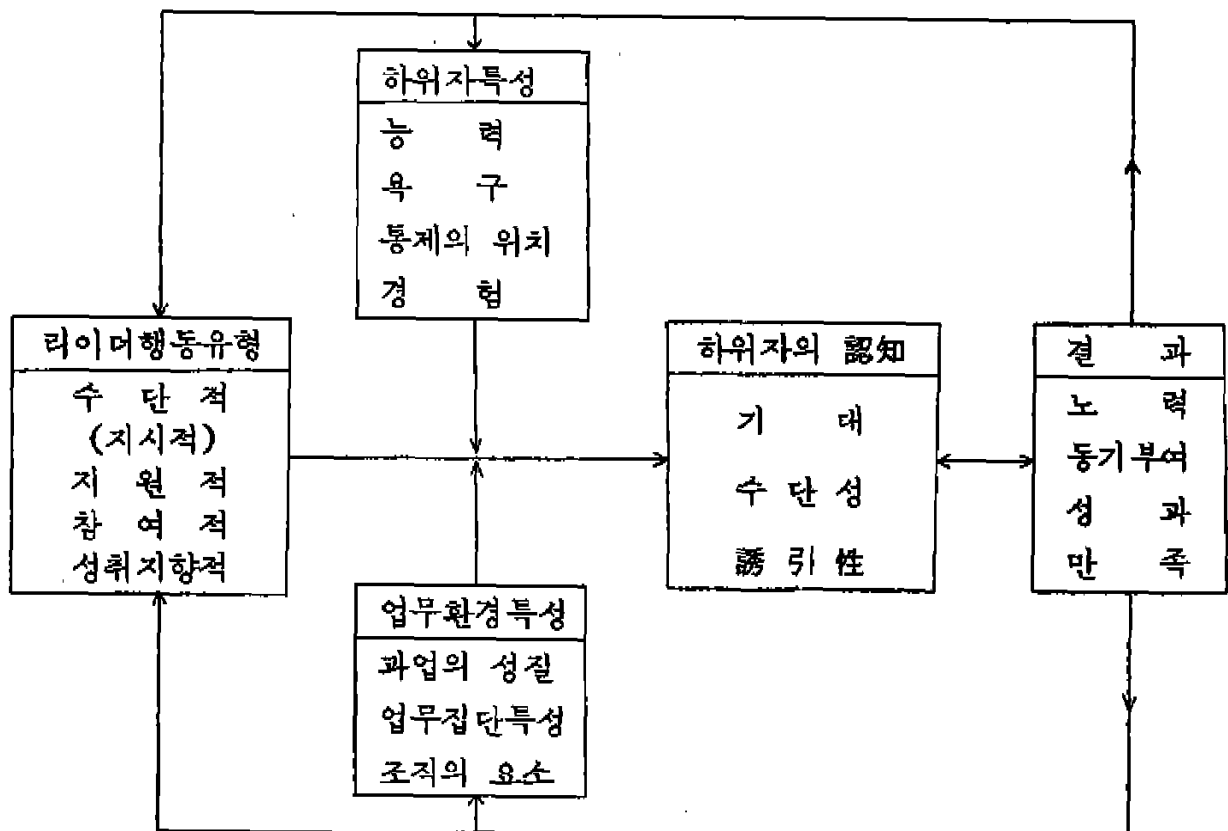 하위자특성
능 력
욕 구
통제의 위치
경 험
리이더행동유형
수 단 적
(지시적)
지 원 적
참 여 적
성취지향적
하위자의 認知
기 대
수 단 성
誘 引 性
결 과
노 력
동기부여
성 과
만 족
업무환경특성
과업의 성질
업무집단특성
조직의 요소